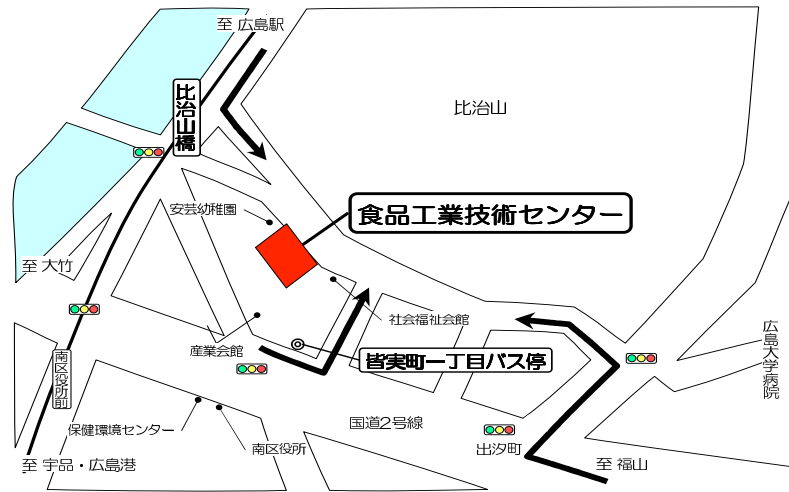 至 広島駅
比治山橋
比治山
安芸幼稚園
食品工業技術センター
至 大竹
社会福祉会館
産業会館
皆実町一丁目バス停
南区役所前
広島大学病院
保健環境センター
国道2号線
南区役所
出汐町
至 宇品・広島港
至 福山